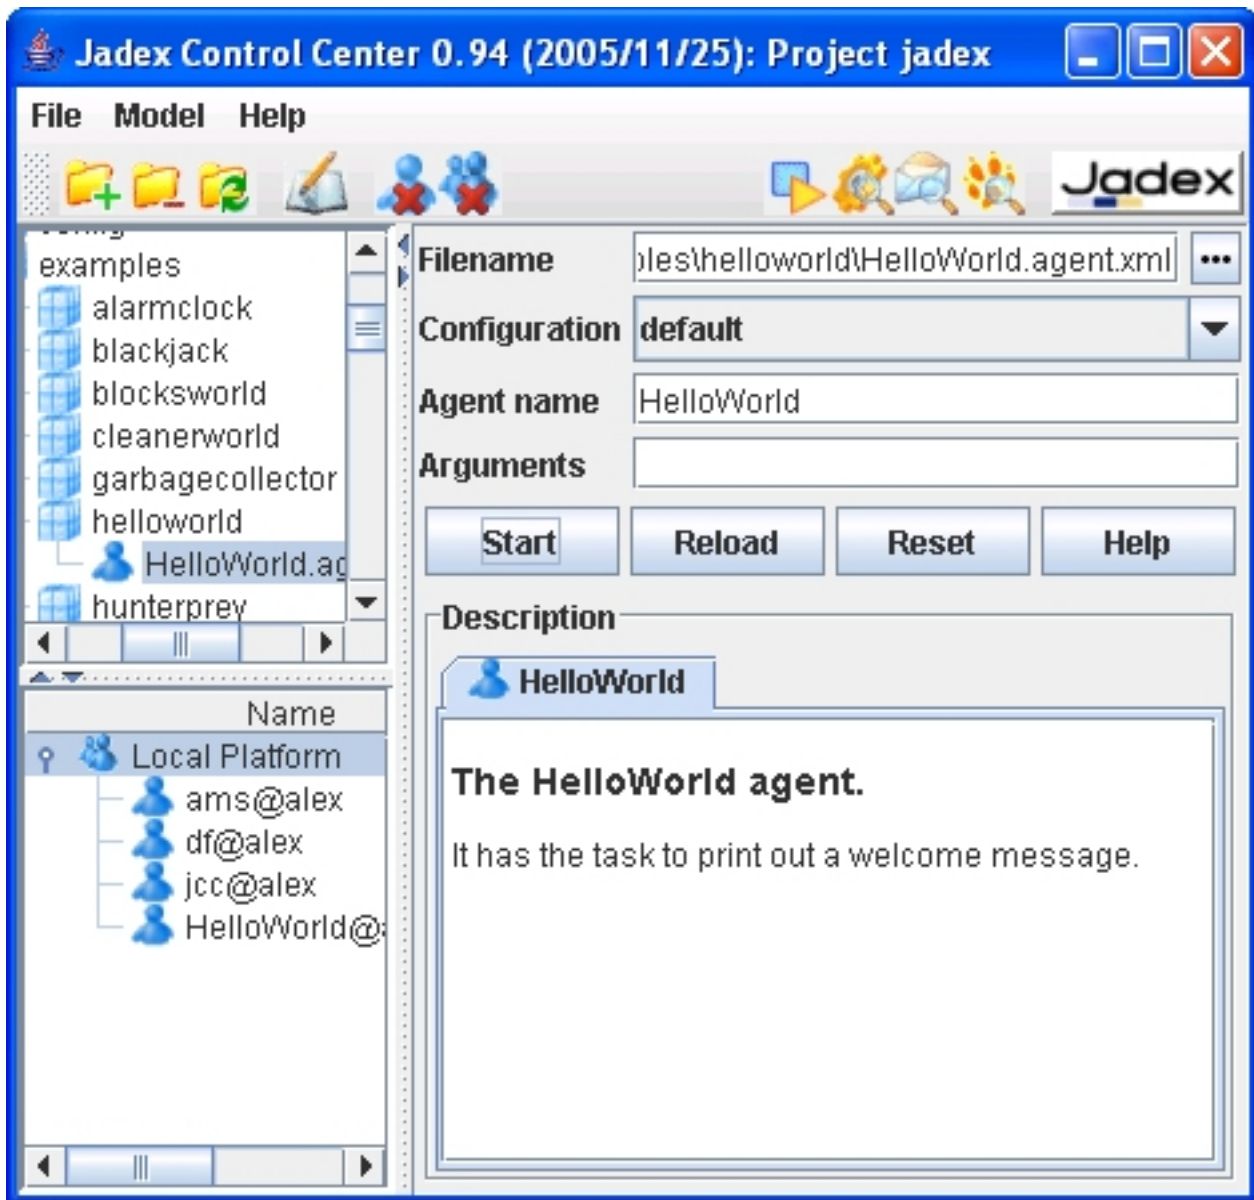 Jadex Control Center 0.94 (2005/11/25): Project jadex
File Model Help
Jadex
config
examples
alarmclock
blackjack
blocksworld
cleanerworld
garbagecollector
helloworld
HelloWorld.ag
hunterprey
Name
Local Platform
ams@alex
df@alex
jcc@alex
HelloWorld@
Filename
ples\helloworld\HelloWorld.agent.xml
...
Configuration
default
Agent name
HelloWorld
Arguments
Start Reload Reset Help
Description
HelloWorld
The HelloWorld agent.
It has the task to print out a welcome message.